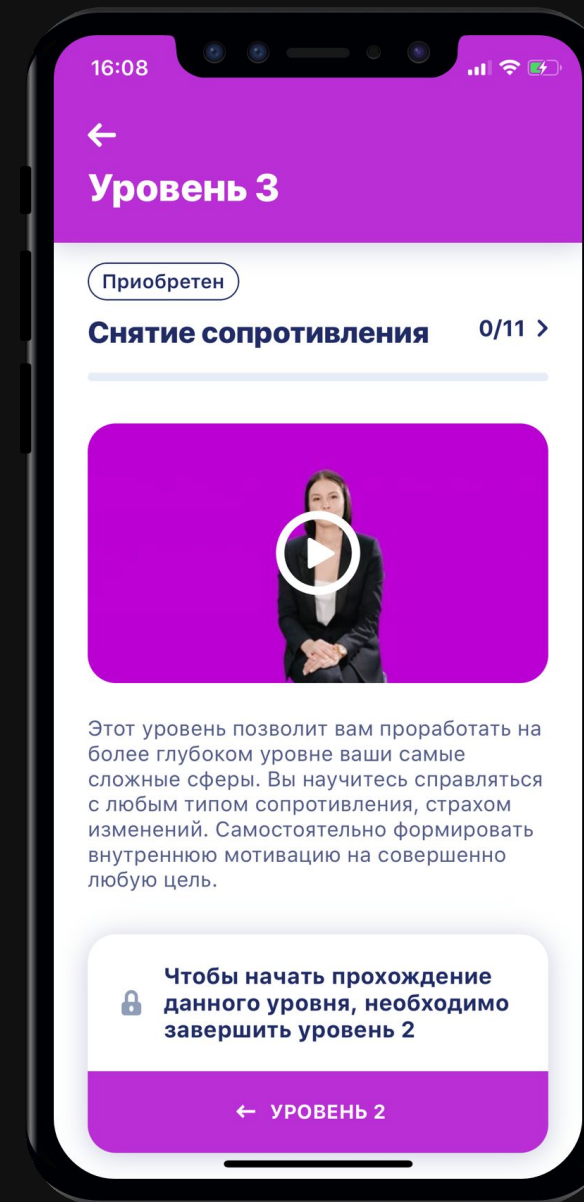 16:08
Уровень 3
Приобретен
Снятие сопротивления 0/11
Этот уровень позволит вам проработать на
более глубоком уровне ваши самые
сложные сферы. Вы научитесь справляться
с любым типом сопротивления, страхом
изменений. Самостоятельно формировать
внутреннюю мотивацию на совершенно
любую цель.
Чтобы начать прохождение
данного уровня, необходимо
завершить уровень 2
УРОВЕНЬ 2